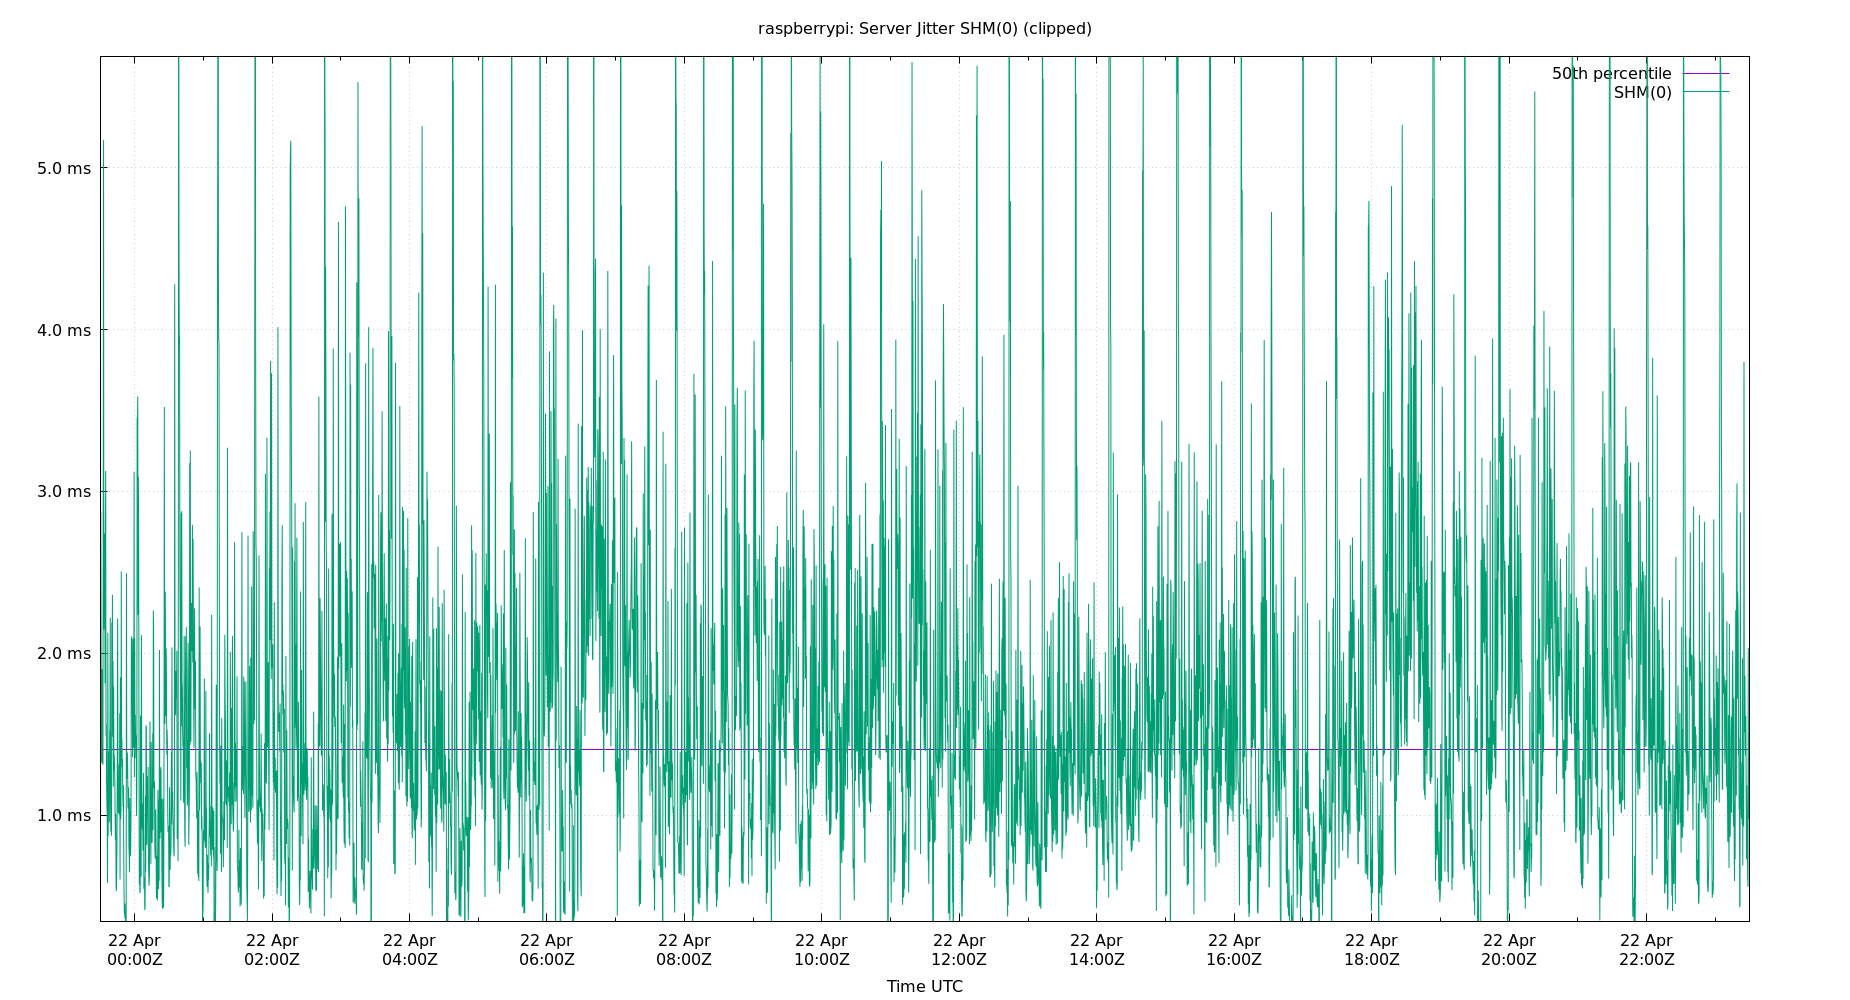 raspberrypi: Server Jitter SHM(0) (clipped)
50th percentile
SHM(0)
5.0 ms
4.0 ms
3.0 ms
2.0 ms
1.0 ms
22 Apr 22 Apr 22 Apr 22 Apr 22 Apr 22 Apr 22 Apr 22 Apr 22 Apr 22 Apr 22 Apr 22 Apr
00:00Z 02:00Z 04:00Z 06:00Z 08:00Z 10:00Z 12:00Z 14:00Z 16:00Z 18:00Z 20:00Z 22:00Z
Time UTC